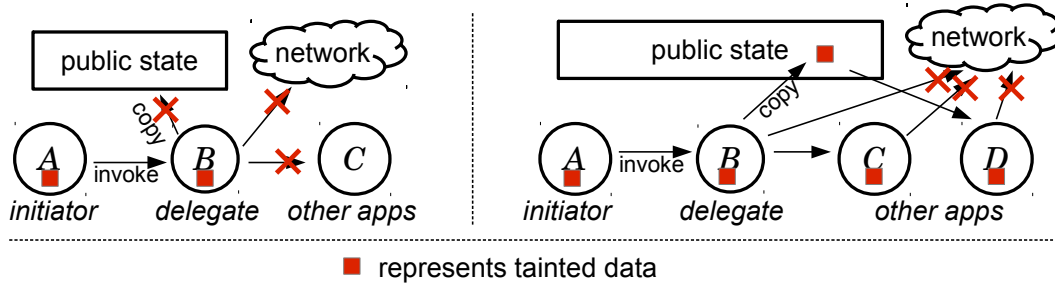 public state
network
copy
A
B
C
invoke
initiator
delegate
other apps
public state
network
copy
A
B
C
D
invoke
initiator
delegate
other apps
represents tainted data